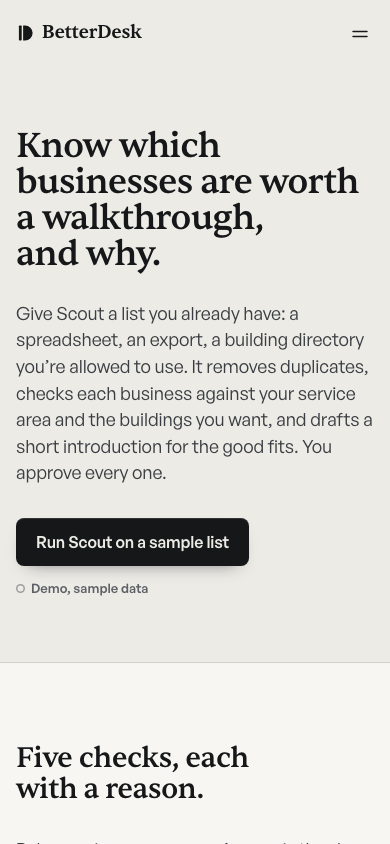 BetterDesk
Know which
businesses are worth
a walkthrough,
and why.
Give Scout a list you already have: a
spreadsheet, an export, a building directory
you’re allowed to use. It removes duplicates,
checks each business against your service
area and the buildings you want, and drafts a
short introduction for the good fits. You
approve every one.
Run Scout on a sample list
Demo, sample data
Five checks, each
with a reason.